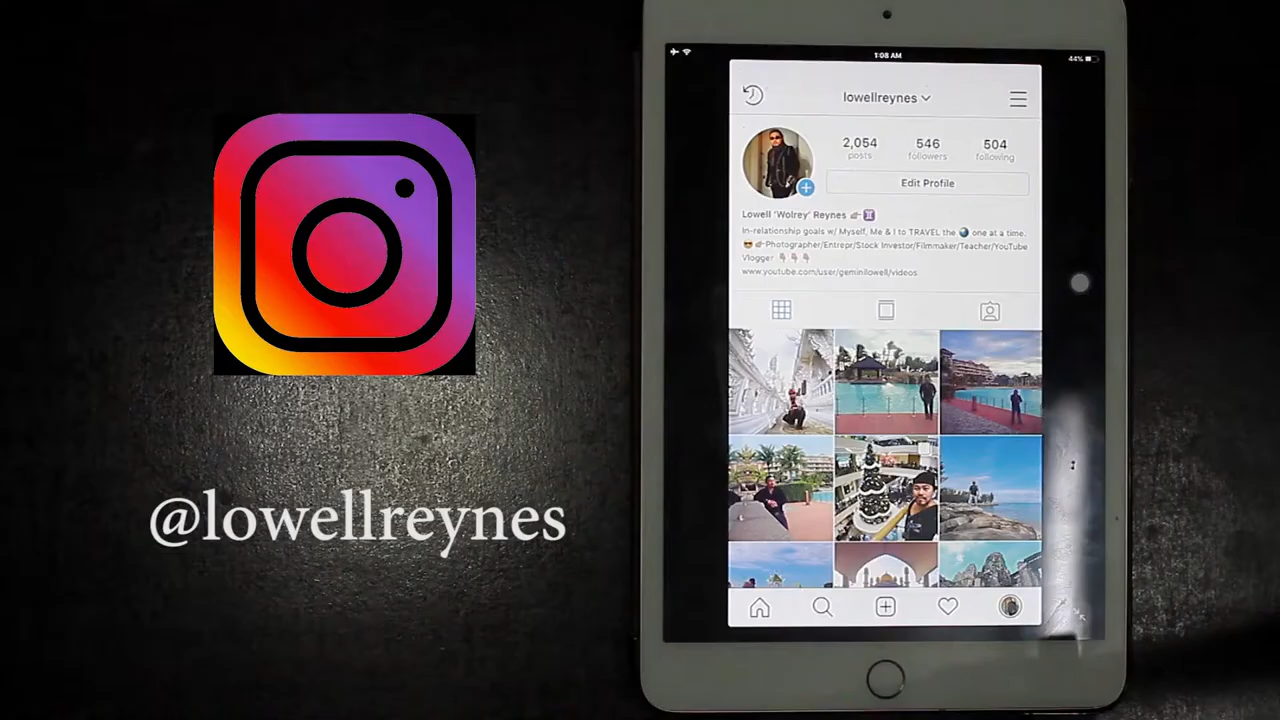 1:08 AM
44%
lowellreynes
2,054
546
504
posts
followers
following
Edit Profile
Lowell 'Wolrey' Reynes
In-relationship goals w/ Myself, Me & I to TRAVEL the 🌏 one at a time.
😎 👉🏽Photographer/Entrepr/Stock Investor/Filmmaker/Teacher/YouTube
Vlogger 👇🏽 👇🏽 👇🏽
www.youtube.com/user/geminilowell/videos
@lowellreynes